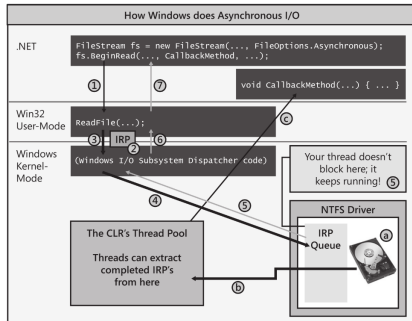 How Windows does Asynchronous I/O
.NET
FileStream fs = new FileStream(..., FileOptions.Asynchronous);
fs.BeginRead(..., CallbackMethod, ...);
1
7
void CallbackMethod(...) { ... }
c
Win32
User-Mode
ReadFile(...);
3
IRP
2
6
Windows
Kernel-
Mode
(Windows I/O Subsystem Dispatcher code)
Your thread doesn't
block here; it
keeps running! 5
4
5
NTFS Driver
The CLR's Thread Pool
Threads can extract
completed IRP's
from here
IRP
Queue
a
b